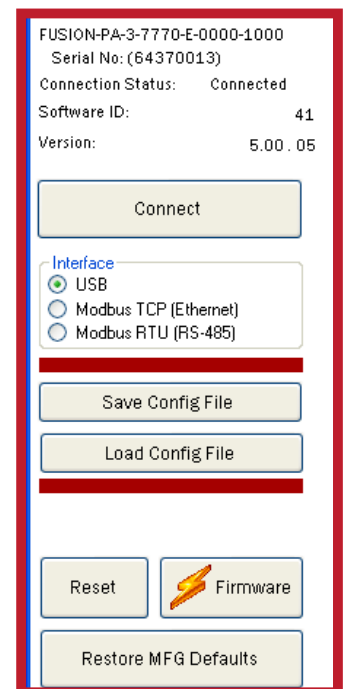 FUSION-PA-3-7770-E-0000-1000
Serial No: (64370013)
Connection Status: Connected
Software ID: 41
Version: 5.00 . 05
Connect
Interface
USB
Modbus TCP (Ethernet)
Modbus RTU (RS-485)
Save Config File
Load Config File
Reset
Firmware
Restore MFG Defaults